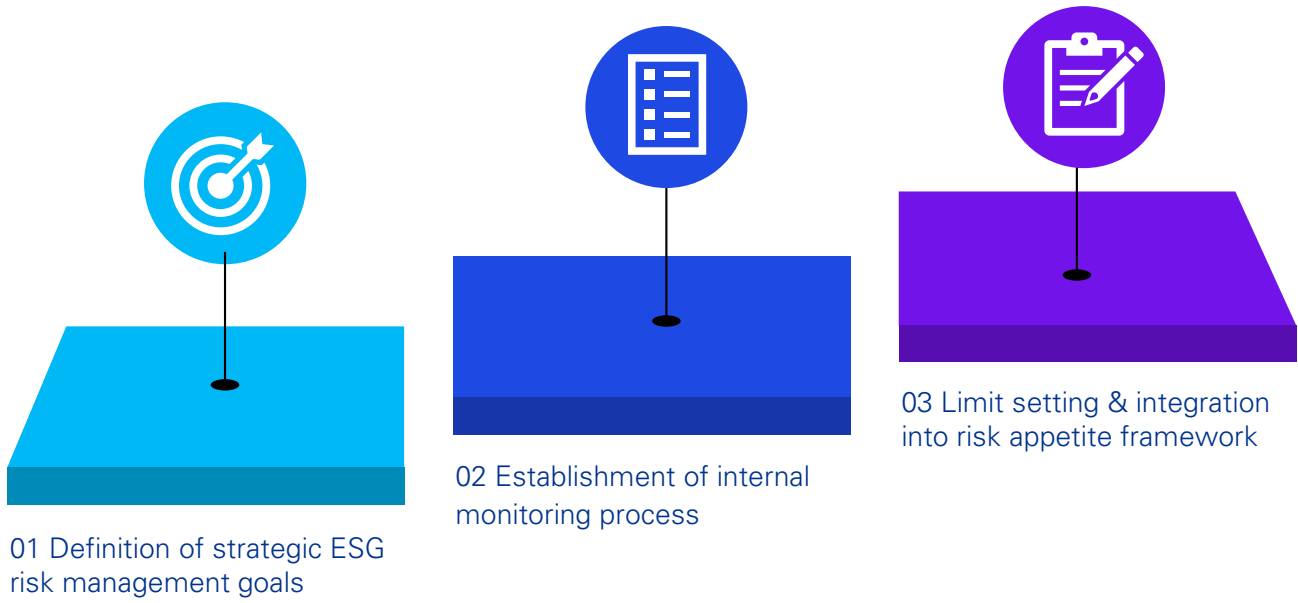 01 Definition of strategic ESG
risk management goals
02 Establishment of internal
monitoring process
03 Limit setting & integration
into risk appetite framework